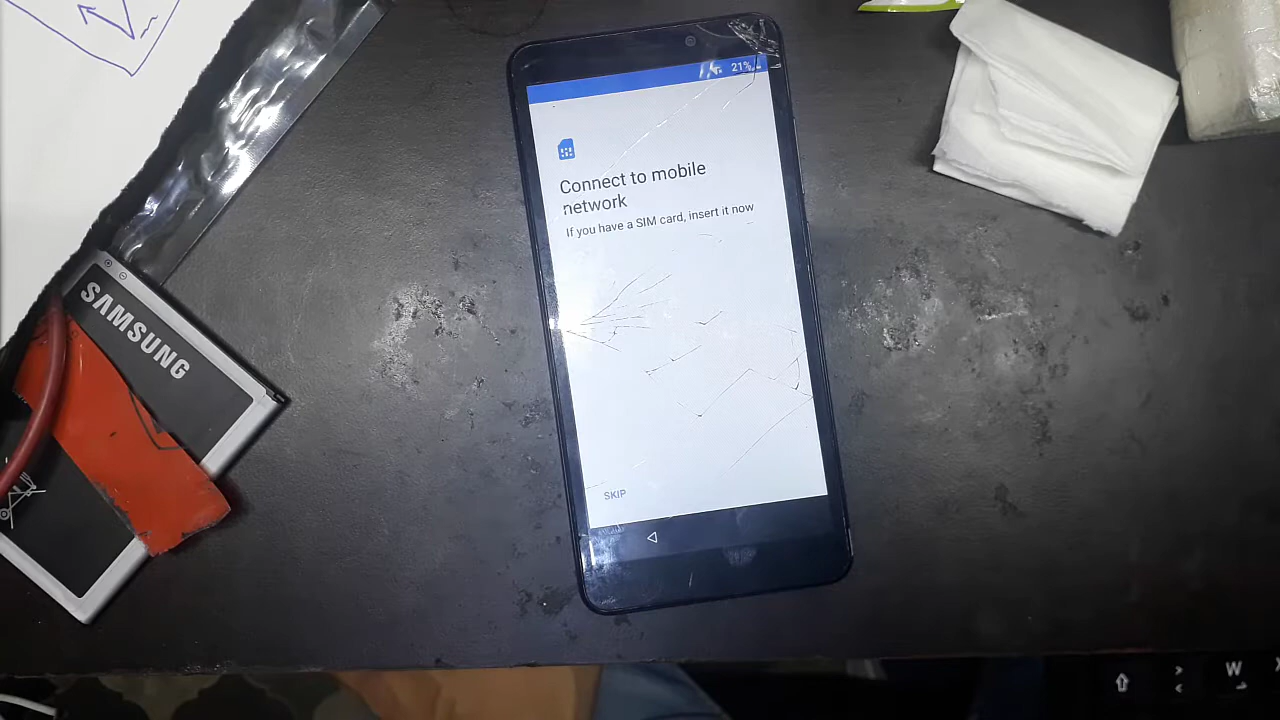 21%
Connect to mobile
network
If you have a SIM card, insert it now
SKIP
SAMSUNG
W